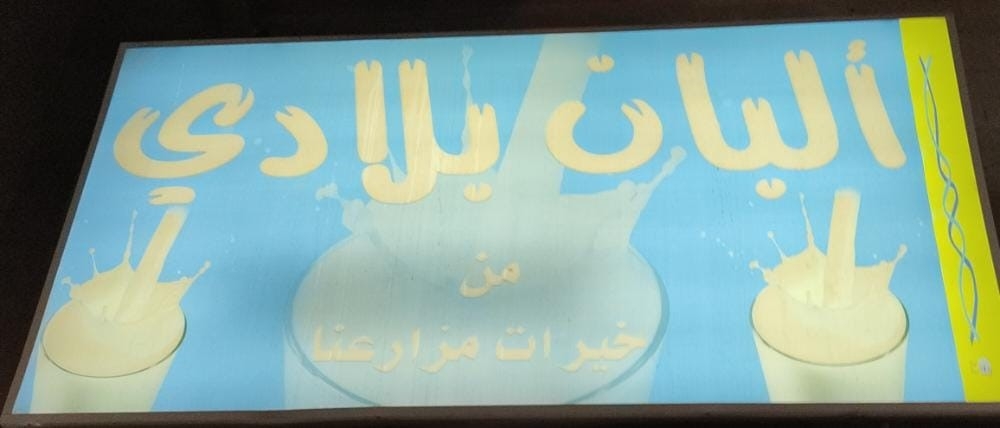 ألبان بلادي
من
خيرات مزارعنا